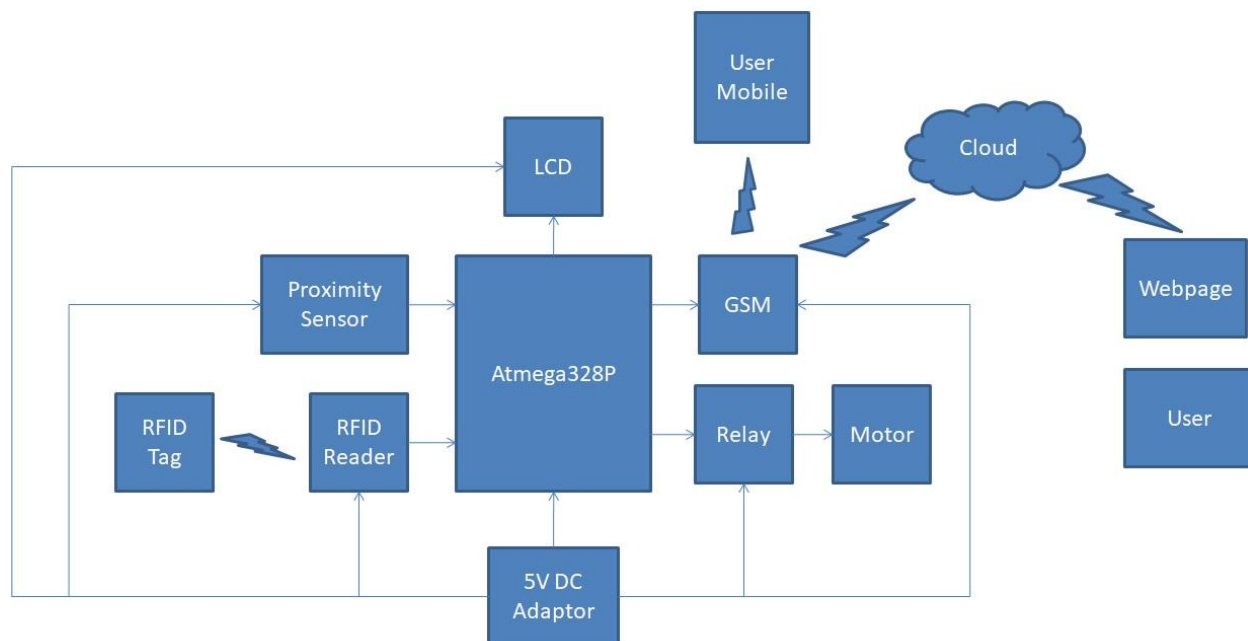 User
Mobile
Cloud
LCD
Proximity
Sensor
GSM
Webpage
Atmega328P
RFID
Tag
RFID
Reader
Relay
Motor
User
5V DC
Adaptor